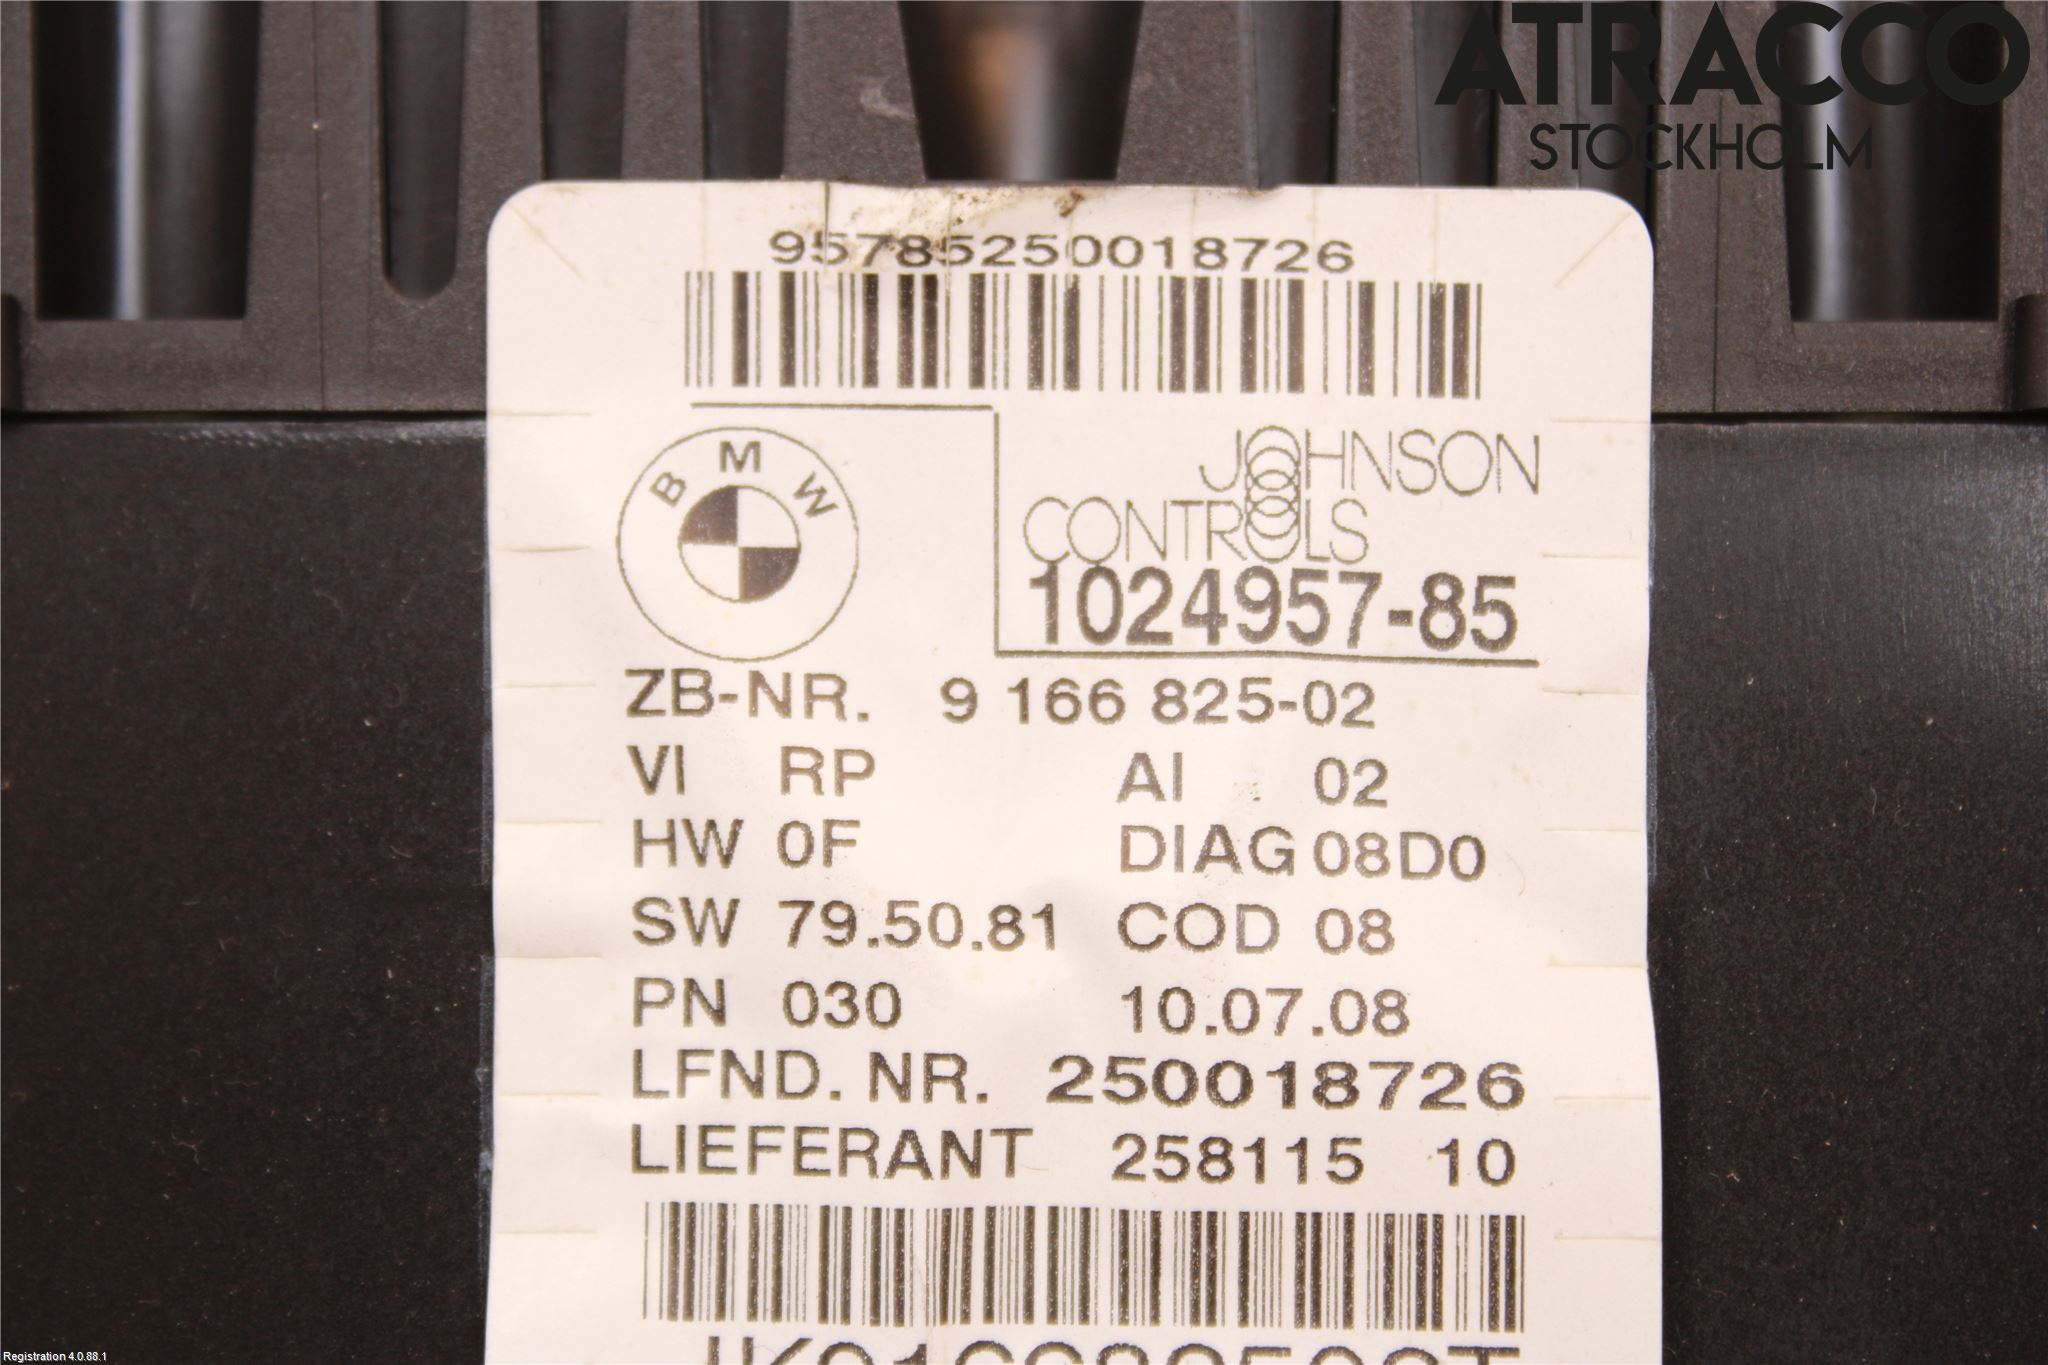 ATRACCO
STOCKHOLM
95785250018726
BMW
JOHNSON
CONTROLS
1024957-85
ZB-NR. 9 166 825-02
VI RP AI 02
HW 0F DIAG 08D0
SW 79.50.81 COD 08
PN 030 10.07.08
LFND. NR. 250018726
LIEFERANT 258115 10
Registration 4.0.88.1